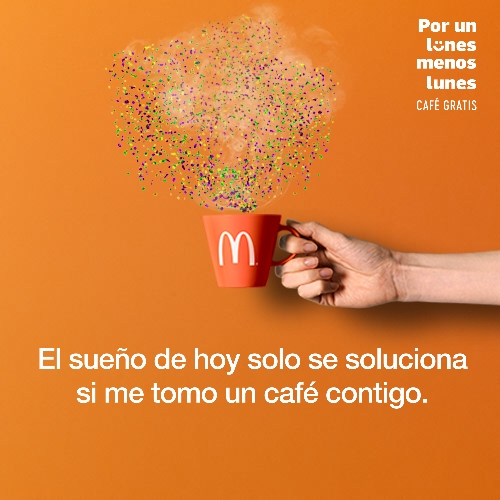 Por un
lunes
menos
lunes
CAFÉ GRATIS
M
El sueño de hoy solo se soluciona
si me tomo un café contigo.